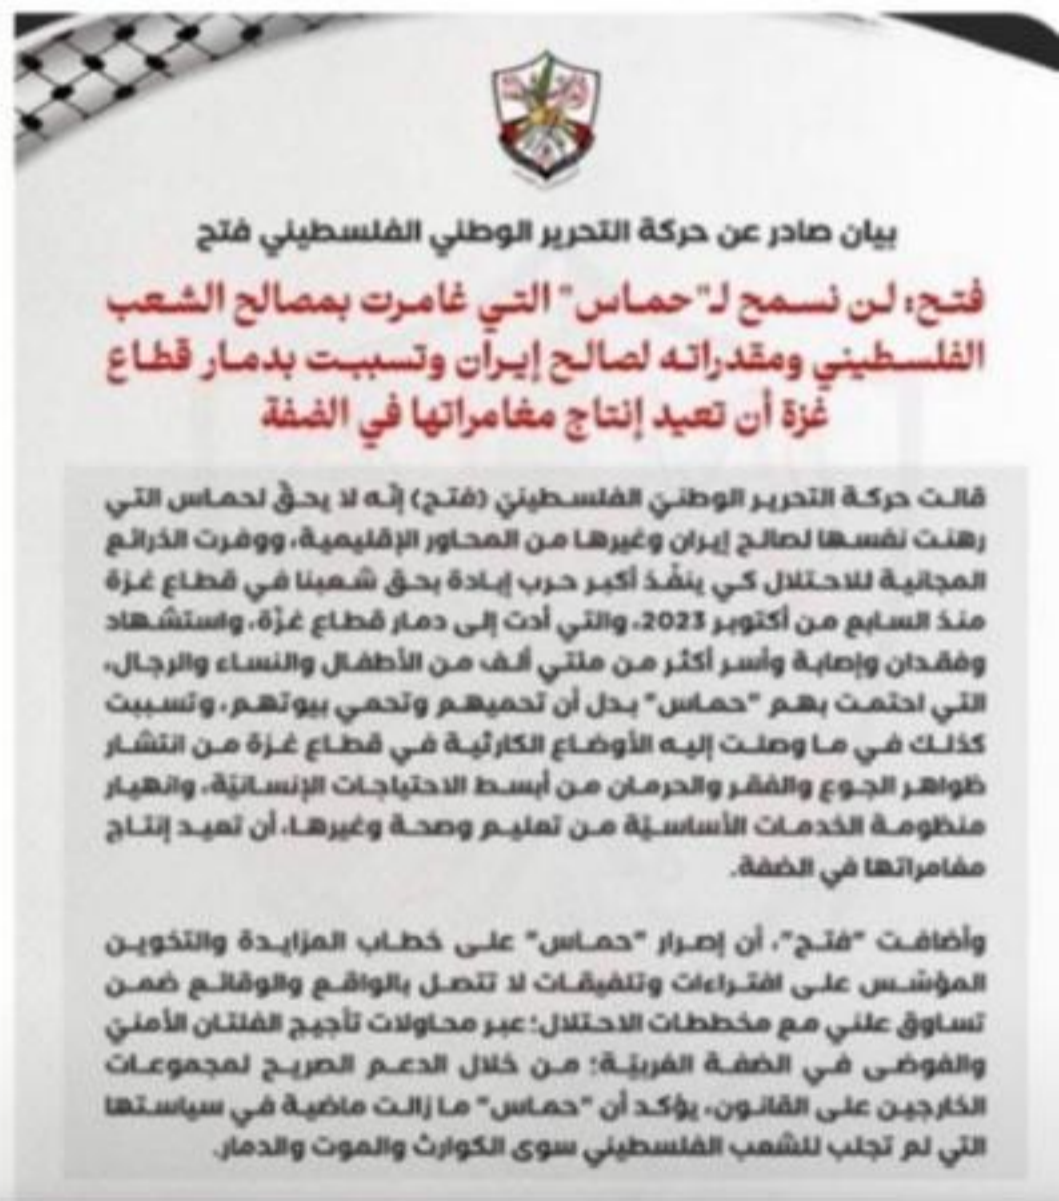 بيان صادر عن حركة التحرير الوطني الفلسطيني فتح
فتح: لن نسمح لـ"حماس" التي غامرت بمصالح الشعب
الفلسطيني ومقدراته لصالح إيران وتسببت بدمار قطاع
غزة أن تعيد إنتاج مغامراتها في الضفة
قالت حركة التحرير الوطنيّ الفلسطينيّ (فتح) إنّه لا يحقّ لحماس التي
رهنت نفسها لصالح إيران وغيرها من المحاور الإقليمية، ووفرت الذرائع
المجانية للاحتلال كي ينفّذ أكبر حرب إبادة بحق شعبنا في قطاع غزة
منذ السابع من أكتوبر 2023، والتي أدت إلى دمار قطاع غزّة، واستشهاد
وفقدان وإصابة وأسر أكثر من مئتي ألف من الأطفال والنساء والرجال،
التي احتمت بهم "حماس" بدل أن تحميهم وتحمي بيوتهم، وتسببت
كذلك في ما وصلت إليه الأوضاع الكارثية في قطاع غزة من انتشار
ظواهر الجوع والفقر والحرمان من أبسط الاحتياجات الإنسانيّة، وانهيار
منظومة الخدمات الأساسيّة من تعليم وصحة وغيرها، أن تعيد إنتاج
مغامراتها في الضفة.
وأضافت "فتح"، أن إصرار "حماس" على خطاب المزايدة والتخوين
المؤسّس على افتراءات وتلفيقات لا تتصل بالواقع والوقائع ضمن
تساوق علني مع مخططات الاحتلال؛ عبر محاولات تأجيج الفلتان الأمنيّ
والفوضى في الضفة الغربيّة؛ من خلال الدعم الصريح لمجموعات
الخارجين على القانون، يؤكد أن "حماس" ما زالت ماضية في سياستها
التي لم تجلب للشعب الفلسطيني سوى الكوارث والموت والدمار.